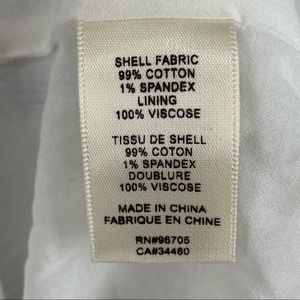 SHELL FABRIC
99% COTTON
1% SPANDEX
LINING
100% VISCOSE
TISSU DE SHELL
99% COTTON
1% SPANDEX
DOUBLURE
100% VISCOSE
MADE IN CHINA
FABRIQUE EN CHINE
RN#96705
CA#34460